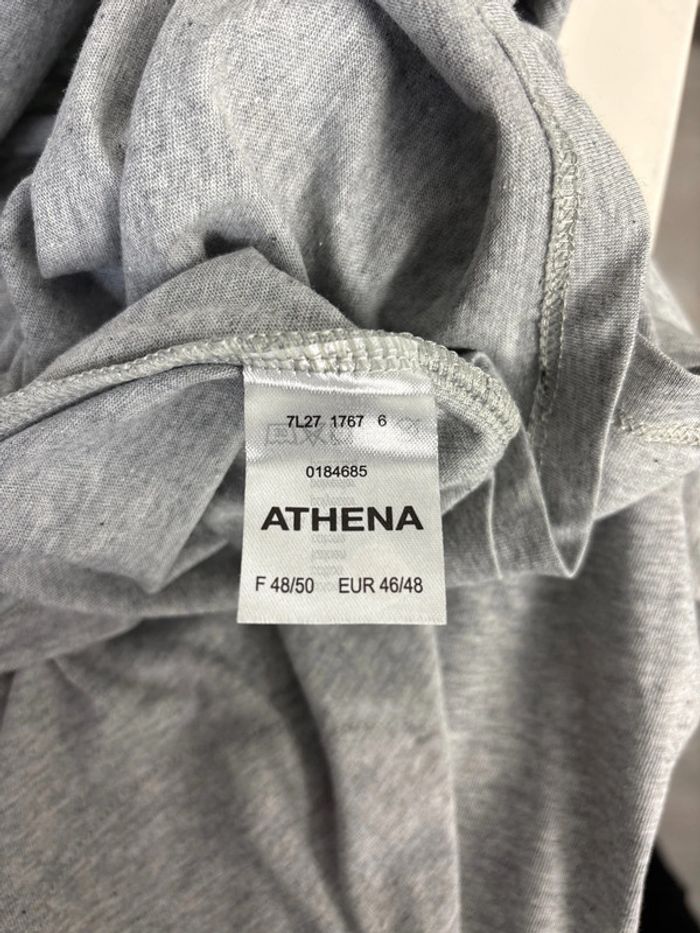 7L27 1767 6
0184685
ATHENA
F 48/50 EUR 46/48